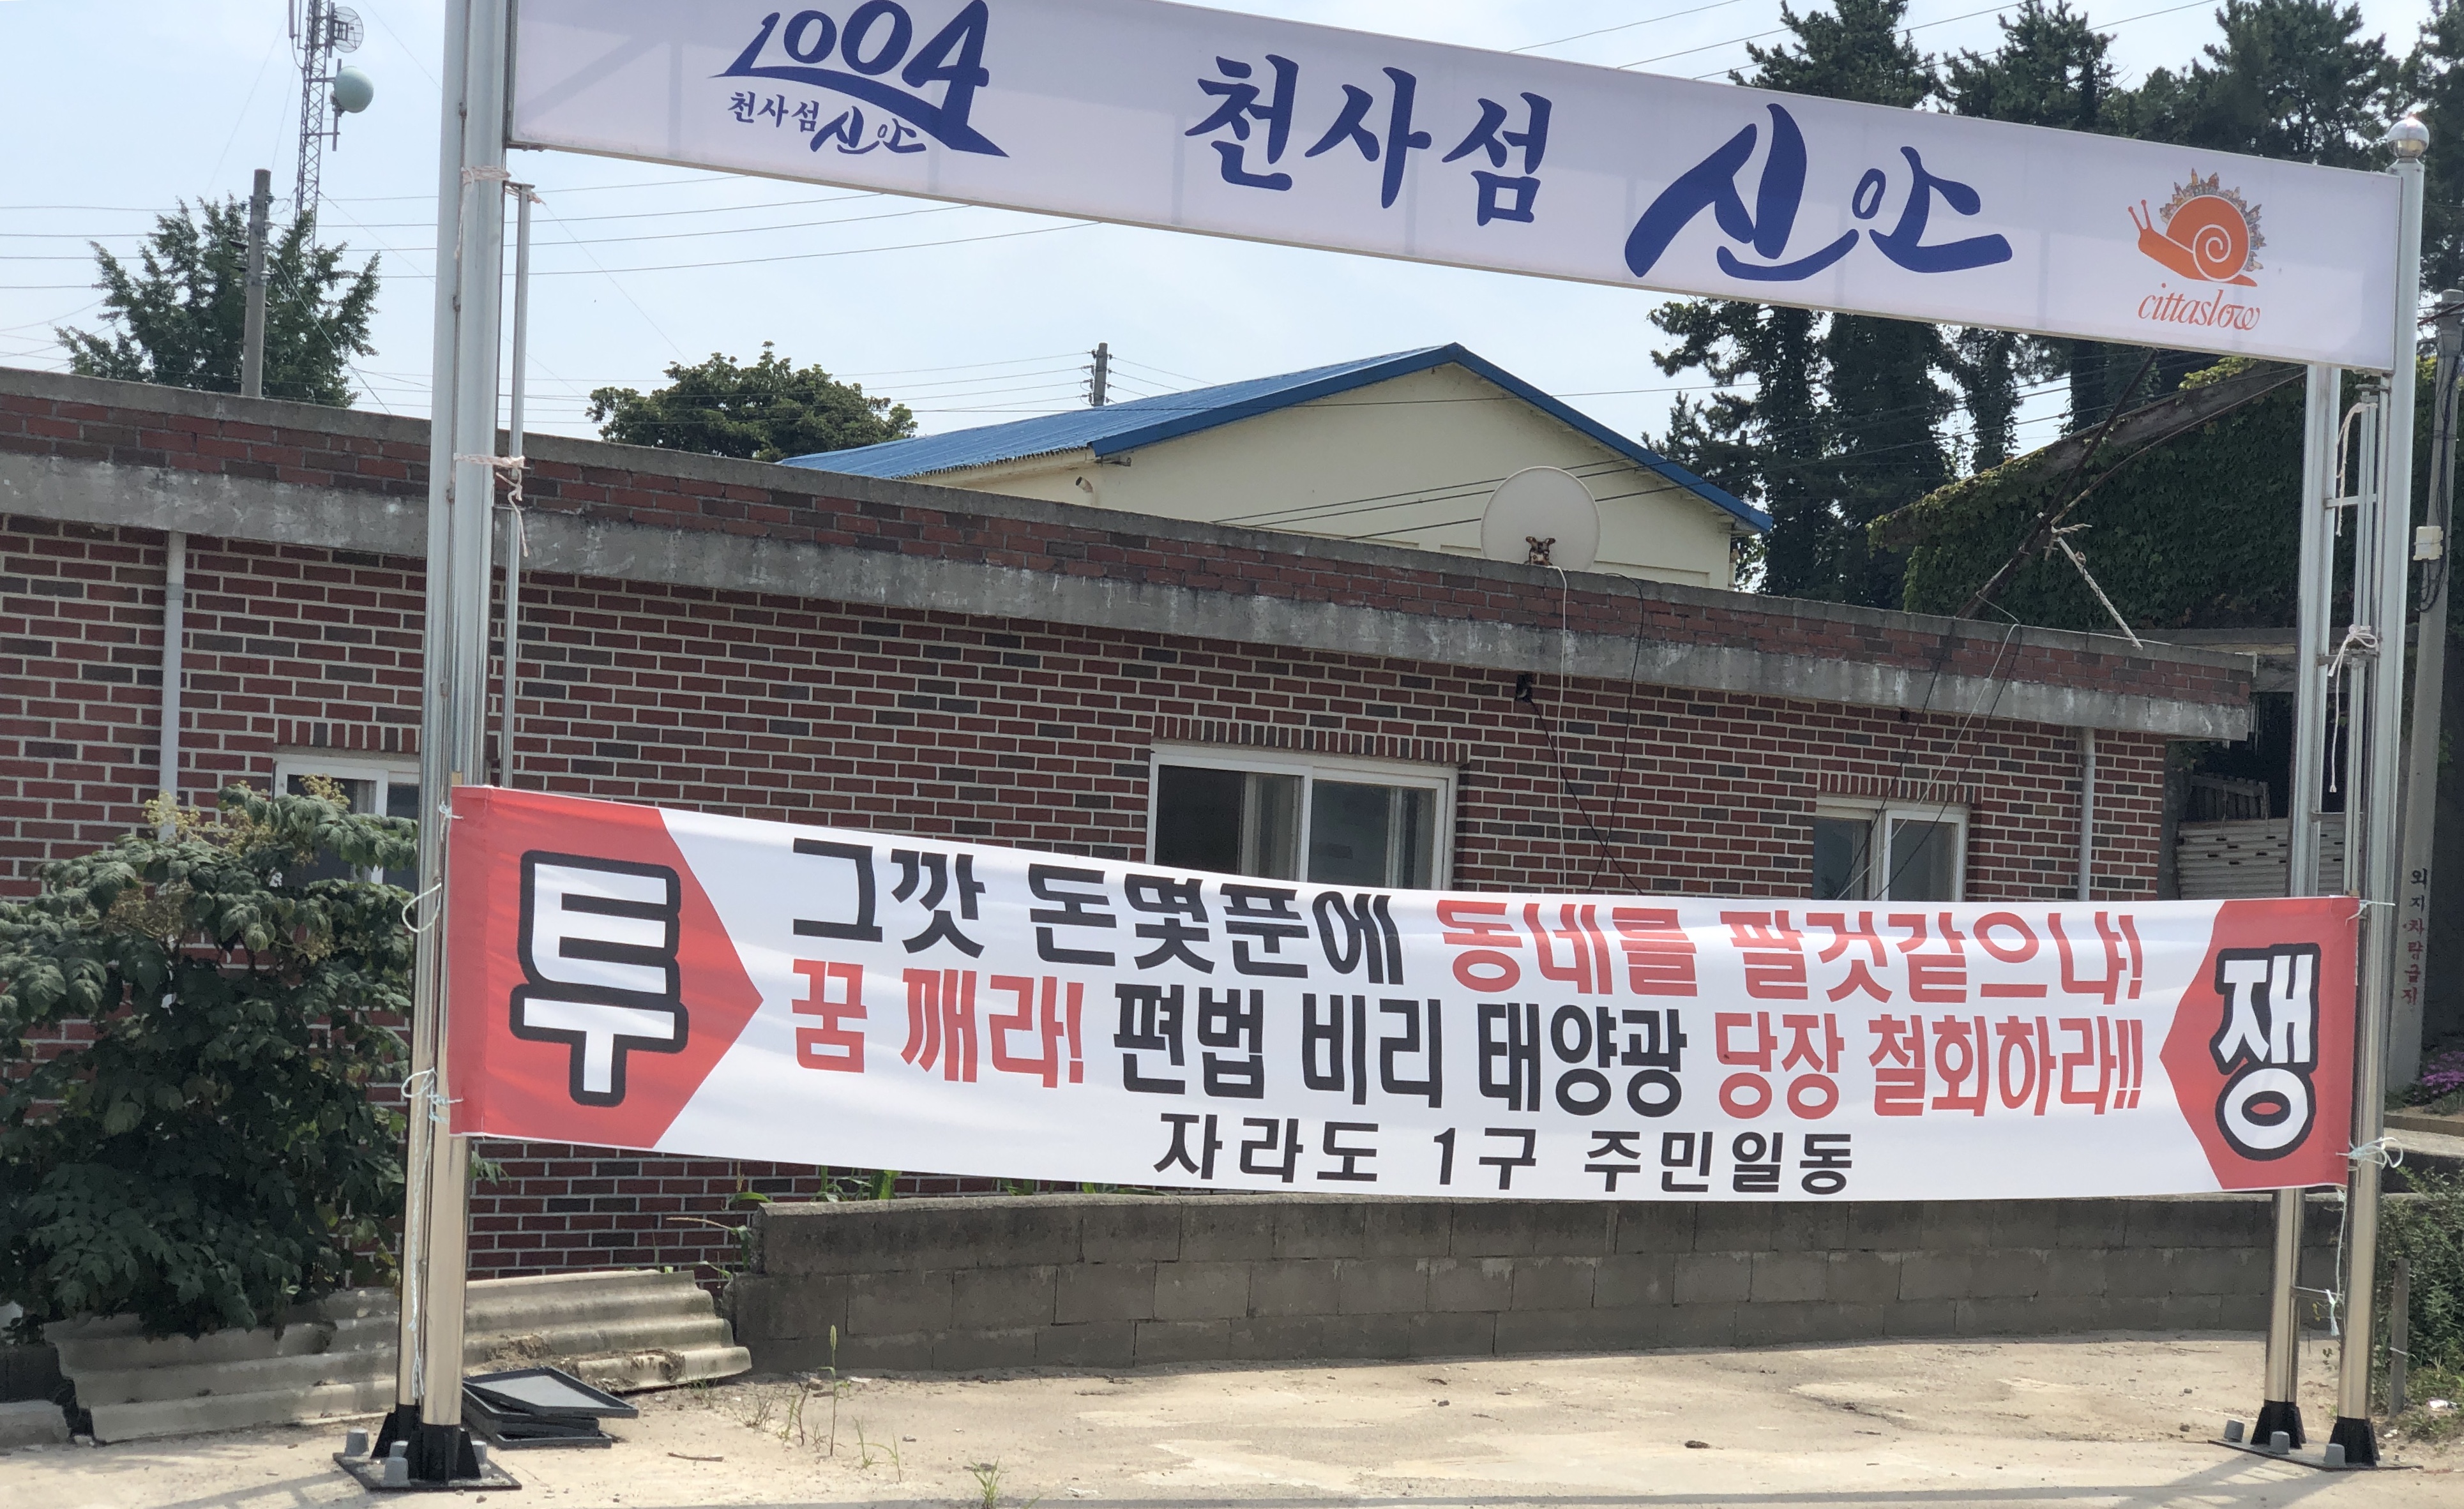 1004
천사섬 신안
천사섬 신안
cittaslow
투
그깟 돈몇푼에 동네를 팔것같으냐!
꿈 깨라! 편법 비리 태양광 당장 철회하라!!
자라도 1구 주민일동
쟁
외지차량금지